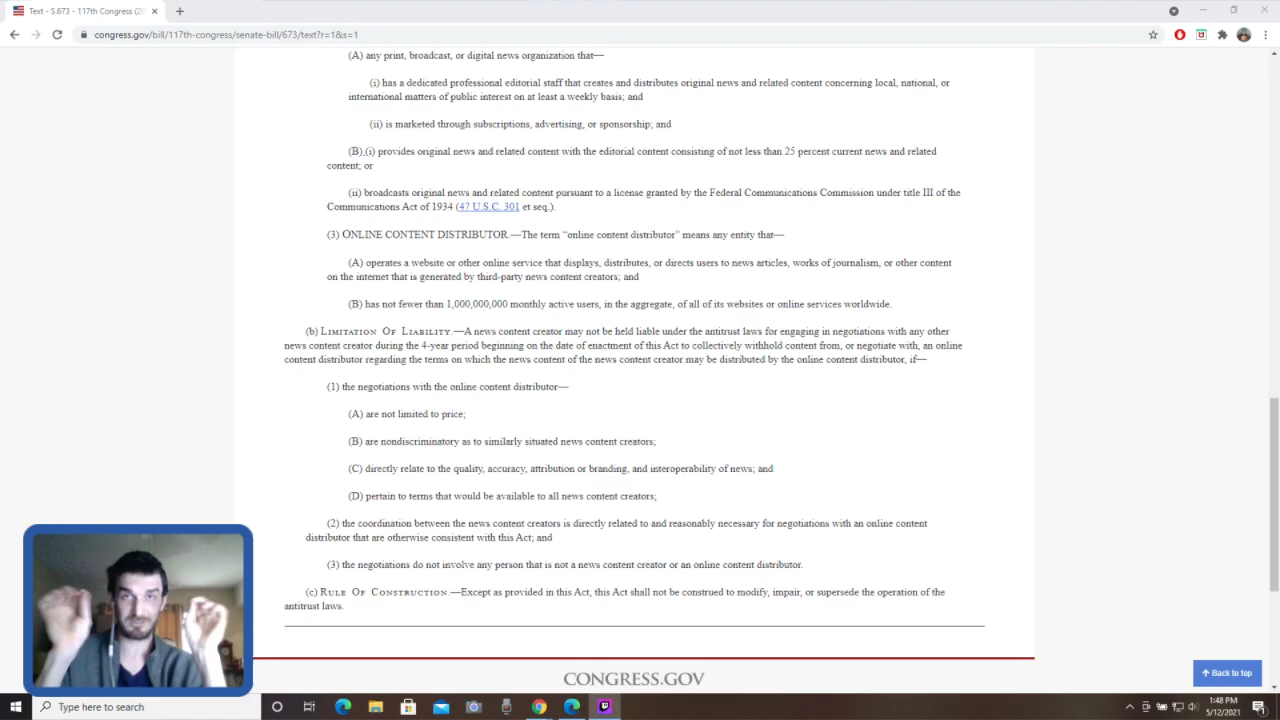 Text - S.673 - 117th Congress (20
congress.gov/bill/117th-congress/senate-bill/673/text?r=1&s=1
(A) any print, broadcast, or digital news organization that—
(i) has a dedicated professional editorial staff that creates and distributes original news and related content concerning local, national, or
international matters of public interest on at least a weekly basis; and
(ii) is marketed through subscriptions, advertising, or sponsorship; and
(B) (i) provides original news and related content with the editorial content consisting of not less than 25 percent current news and related
content; or
(ii) broadcasts original news and related content pursuant to a license granted by the Federal Communications Commission under title III of the
Communications Act of 1934 (47 U.S.C. 301 et seq.).
(3) ONLINE CONTENT DISTRIBUTOR.—The term “online content distributor” means any entity that—
(A) operates a website or other online service that displays, distributes, or directs users to news articles, works of journalism, or other content
on the internet that is generated by third-party news content creators; and
(B) has not fewer than 1,000,000,000 monthly active users, in the aggregate, of all of its websites or online services worldwide.
(b) LIMITATION OF LIABILITY.—A news content creator may not be held liable under the antitrust laws for engaging in negotiations with any other
news content creator during the 4-year period beginning on the date of enactment of this Act to collectively withhold content from, or negotiate with, an online
content distributor regarding the terms on which the news content of the news content creator may be distributed by the online content distributor, if—
(1) the negotiations with the online content distributor—
(A) are not limited to price;
(B) are nondiscriminatory as to similarly situated news content creators;
(C) directly relate to the quality, accuracy, attribution or branding, and interoperability of news; and
(D) pertain to terms that would be available to all news content creators;
(2) the coordination between the news content creators is directly related to and reasonably necessary for negotiations with an online content
distributor that are otherwise consistent with this Act; and
(3) the negotiations do not involve any person that is not a news content creator or an online content distributor.
(c) RULE OF CONSTRUCTION.—Except as provided in this Act, this Act shall not be construed to modify, impair, or supersede the operation of the
antitrust laws.
CONGRESS.GOV
Back to top
Type here to search
1:48 PM
5/12/2021